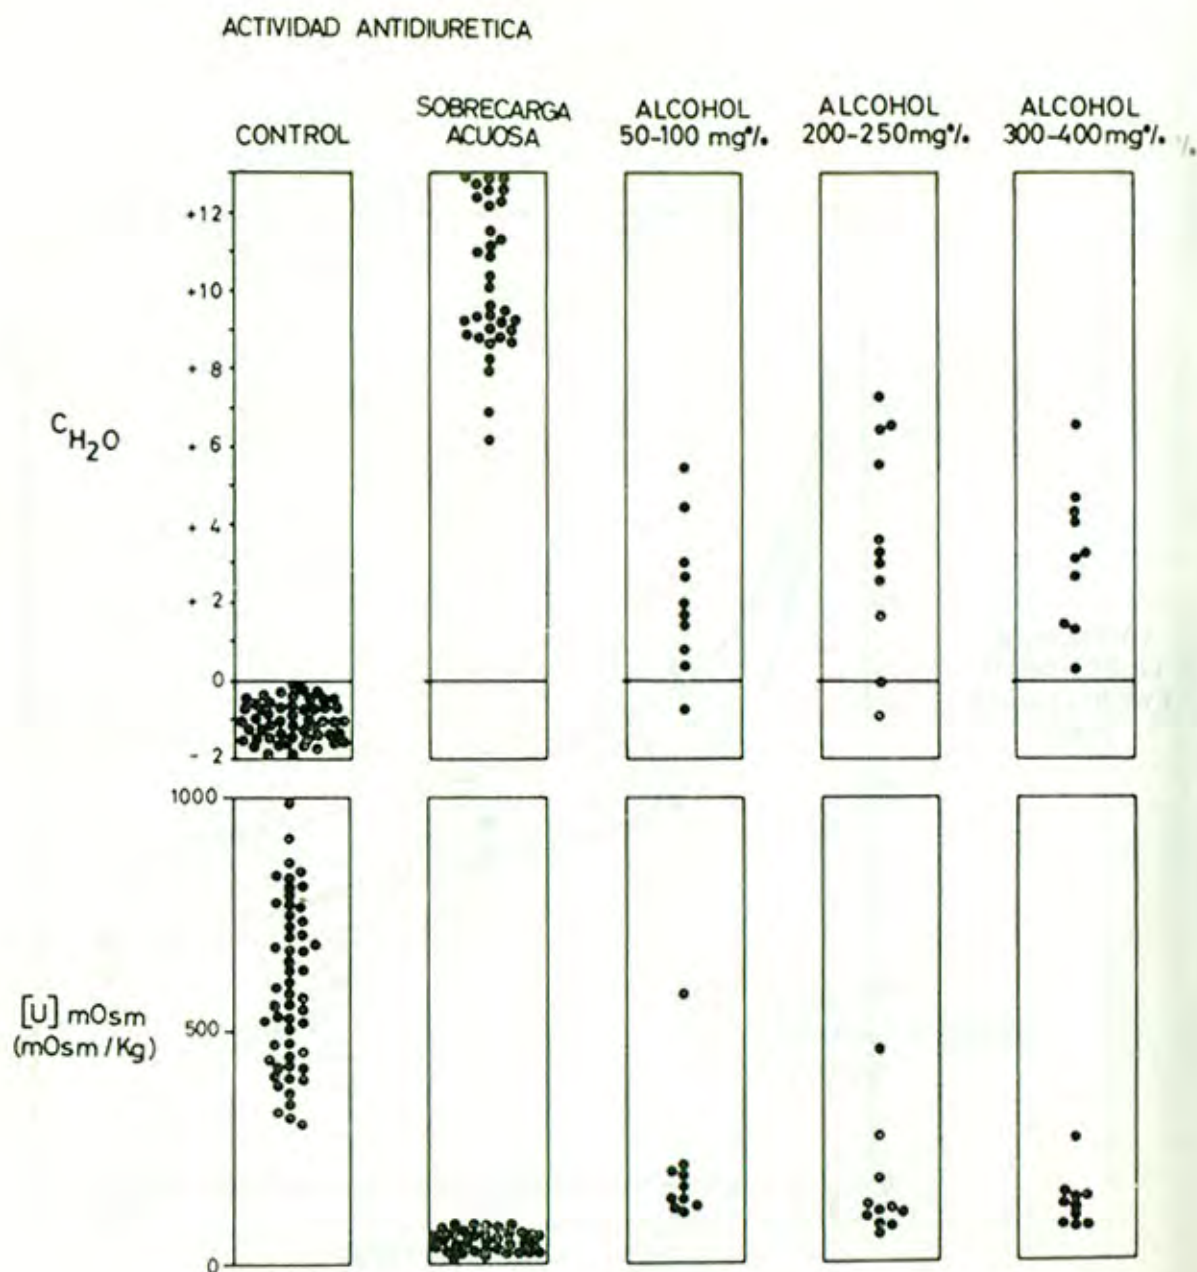 ACTIVIDAD ANTIDIURETICA
CONTROL
SOBRECARGA
ACUOSA
ALCOHOL
50-100 mg%.
ALCOHOL
200-250mg%.
ALCOHOL
300-400mg%.
%.
+12
+10
+ 8
+ 6
+ 4
+ 2
0
- 2
CH₂O
1000
500
0
[U] mOsm
(mOsm/Kg)